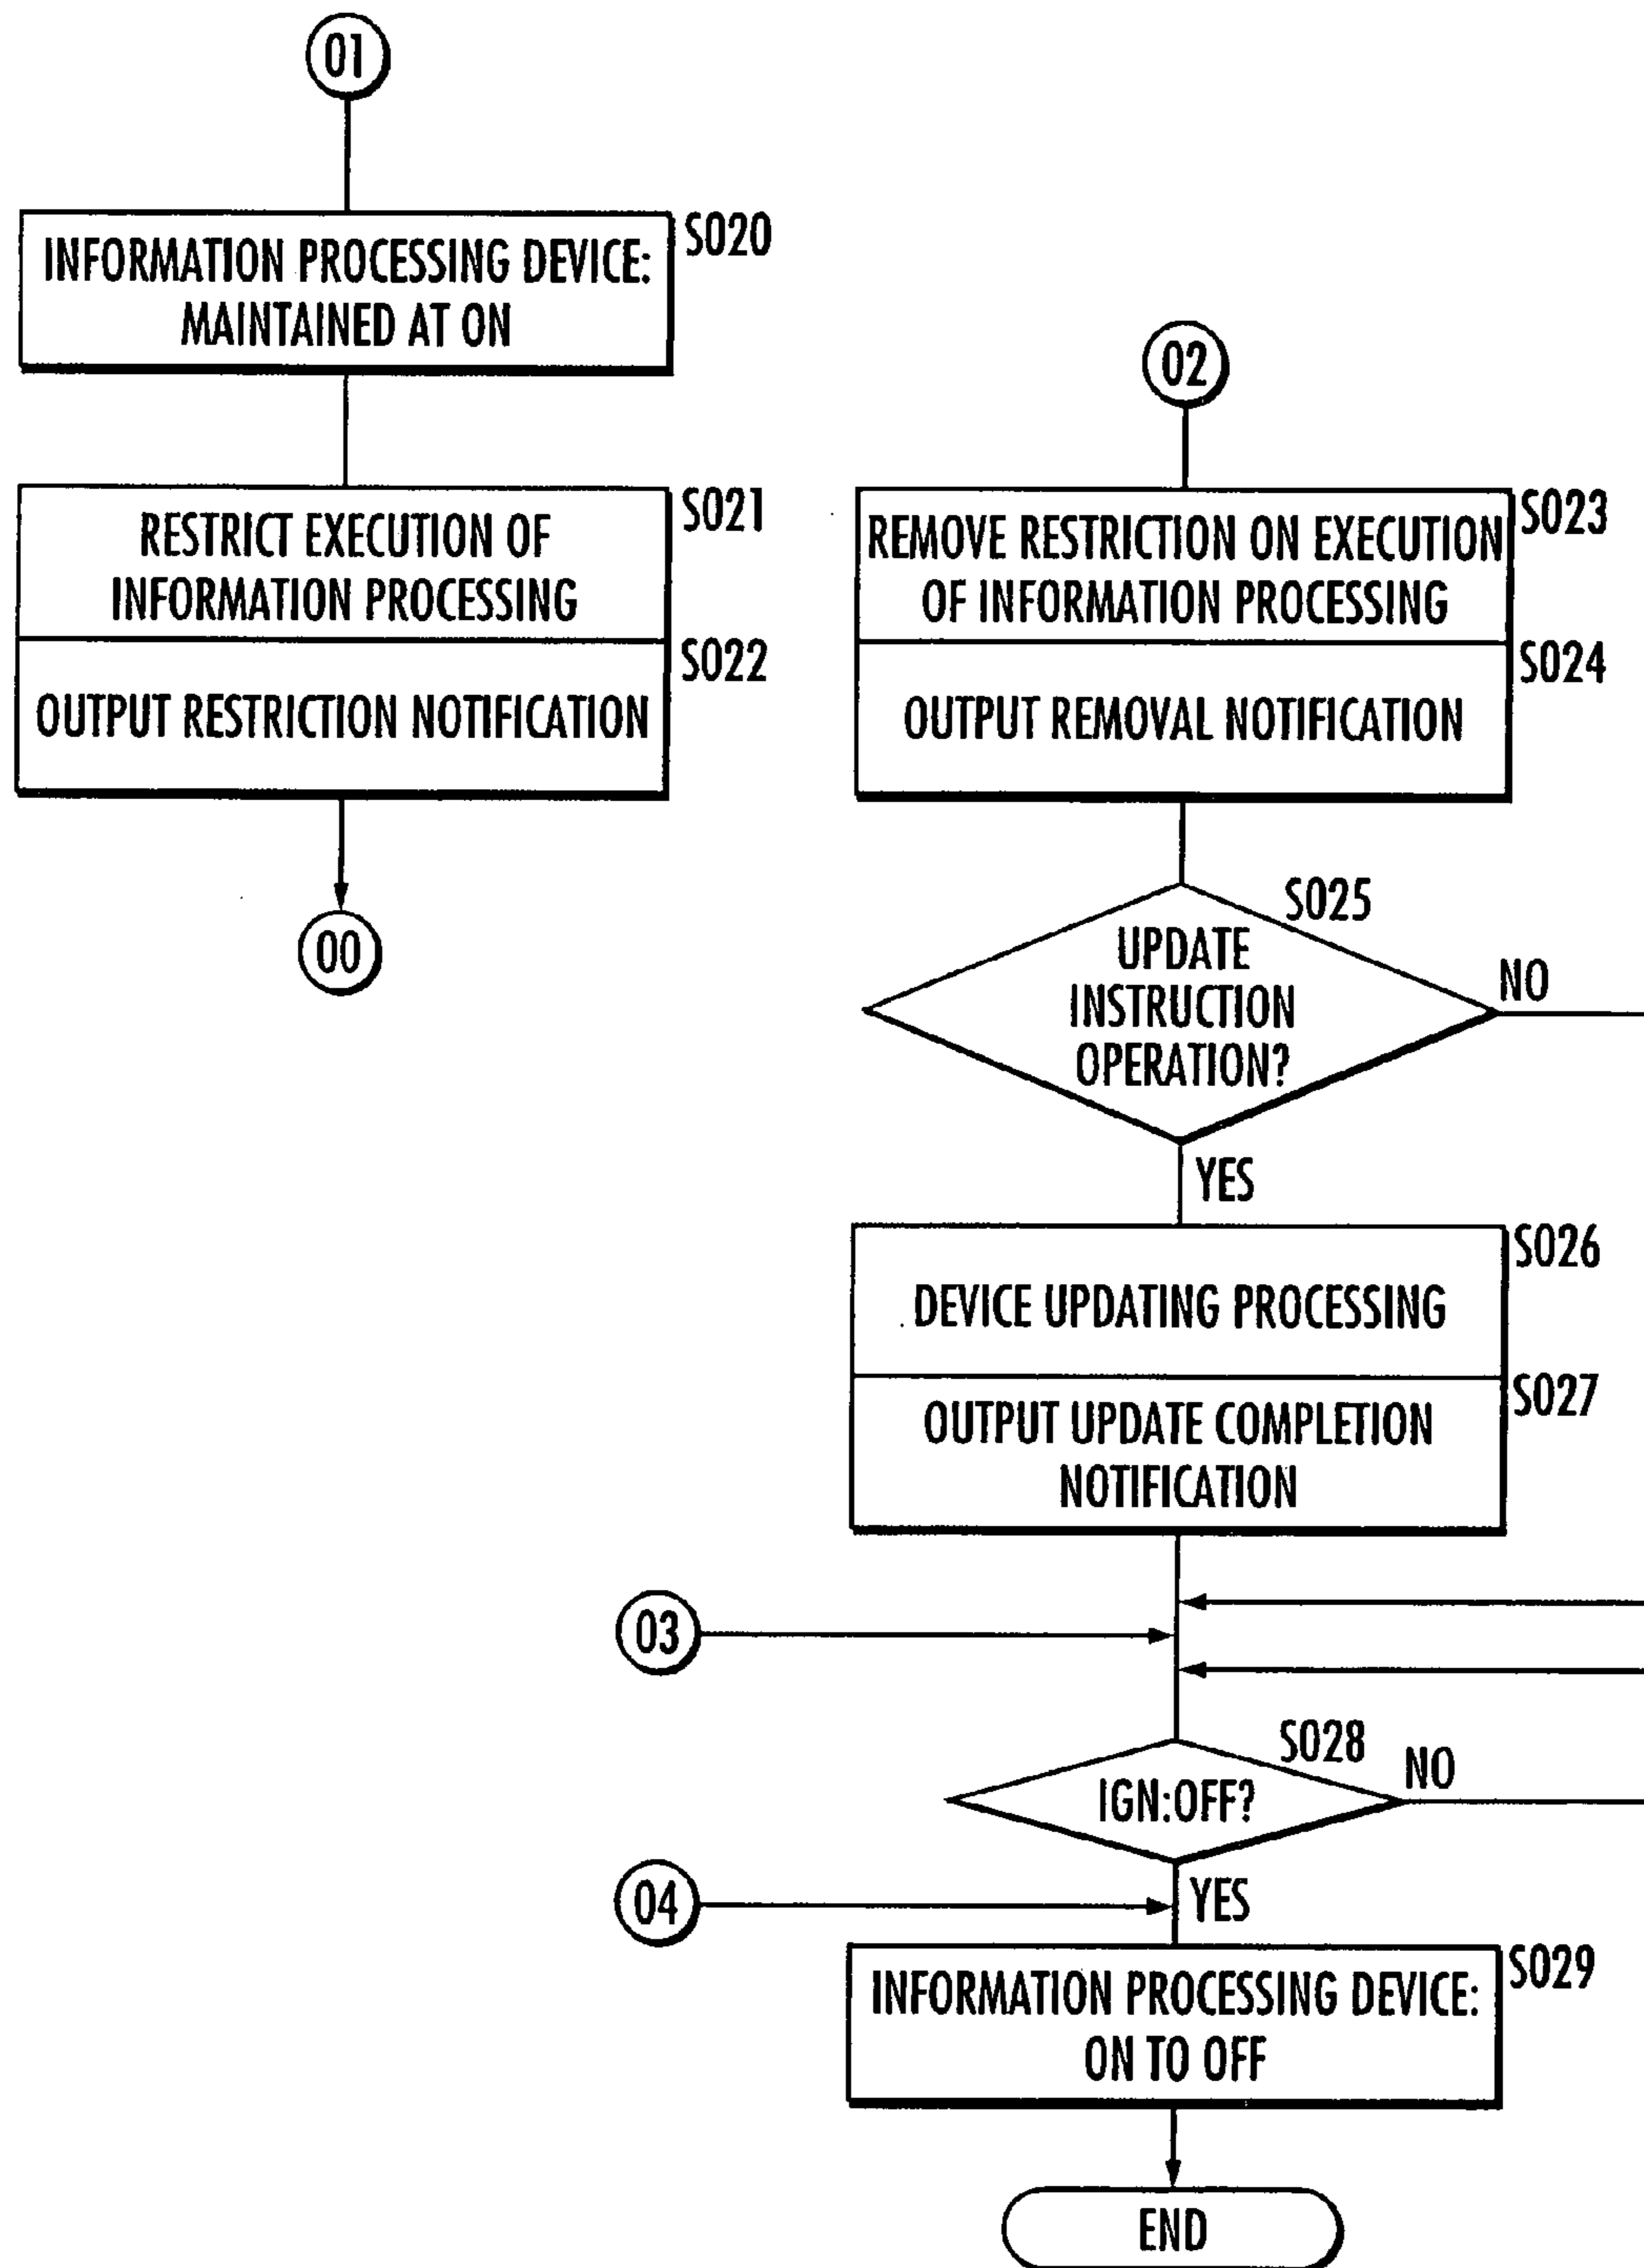 01
S020
INFORMATION PROCESSING DEVICE:
MAINTAINED AT ON
S021
RESTRICT EXECUTION OF
INFORMATION PROCESSING
S022
OUTPUT RESTRICTION NOTIFICATION
00
02
S023
REMOVE RESTRICTION ON EXECUTION
OF INFORMATION PROCESSING
S024
OUTPUT REMOVAL NOTIFICATION
S025
UPDATE
INSTRUCTION
OPERATION?
NO
YES
S026
DEVICE UPDATING PROCESSING
S027
OUTPUT UPDATE COMPLETION
NOTIFICATION
03
S028
IGN:OFF?
NO
04
YES
S029
INFORMATION PROCESSING DEVICE:
ON TO OFF
END